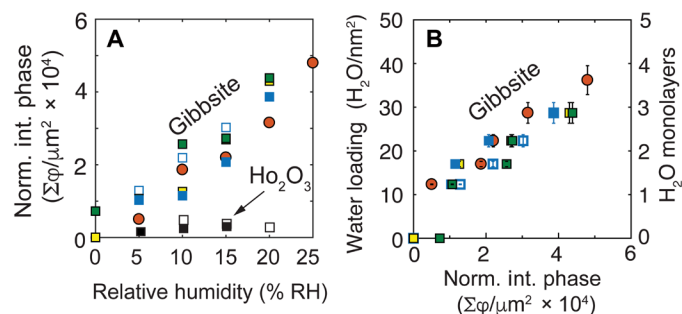 A
Gibbsite
Ho₂O₃
Norm. int. phase
(Σφ/μm² × 10⁴)
6
4
2
0
0 5 10 15 20 25
Relative humidity (% RH)
B
Gibbsite
Water loading (H₂O/nm²)
50
40
30
20
10
0
5
4
3
2
1
0
H₂O monolayers
0 2 4 6
Norm. int. phase
(Σφ/μm² × 10⁴)